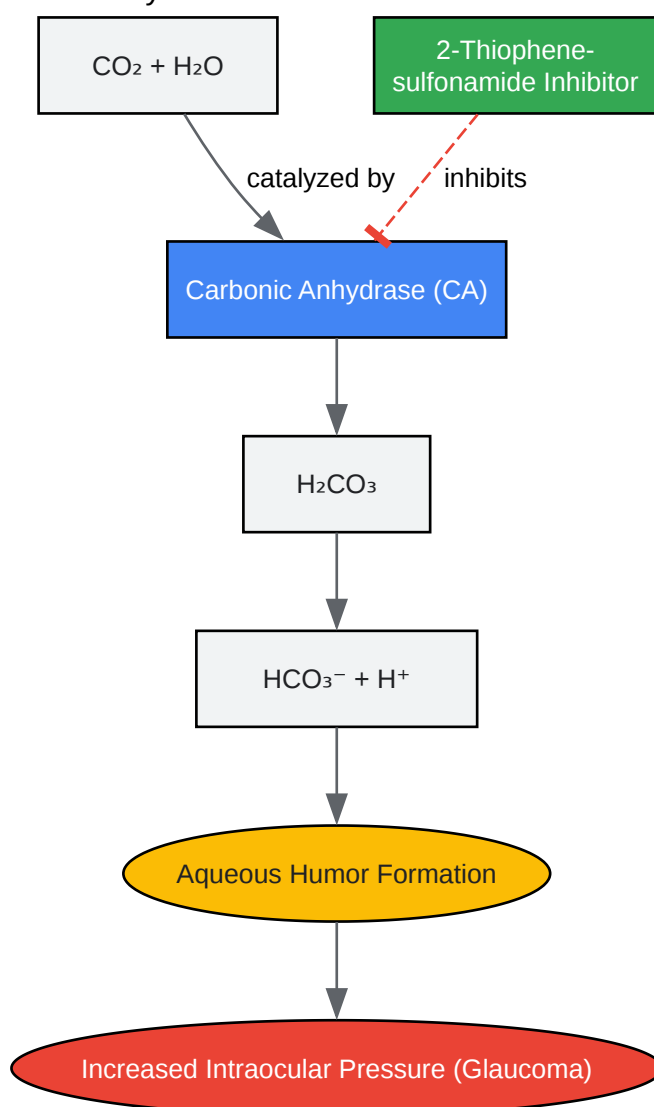 CO₂ + H₂O
2-Thiophene-
sulfonamide Inhibitor
catalyzed by
inhibits
Carbonic Anhydrase (CA)
H₂CO₃
HCO₃⁻ + H⁺
Aqueous Humor Formation
Increased Intraocular Pressure (Glaucoma)